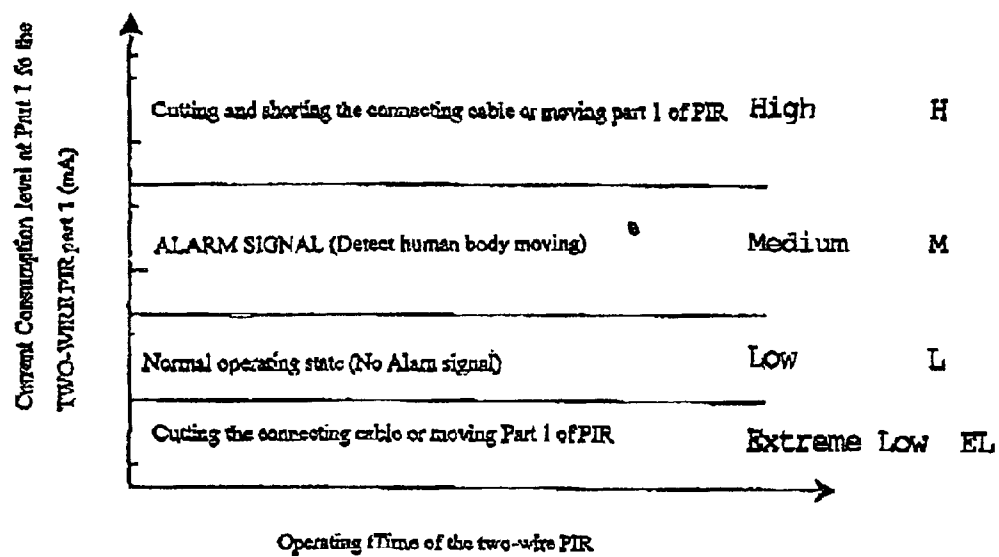 Current Consumption level at Part 1 fo the
TWO-WIRE PIR part 1 (mA)
Cutting and shorting the connecting cable or moving part 1 of PIR High H
ALARM SIGNAL (Detect human body moving) Medium M
Normal operating state (No Alarm signal) Low L
Cutting the connecting cable or moving Part 1 of PIR Extreme Low EL
Operating tTime of the two-wire PIR